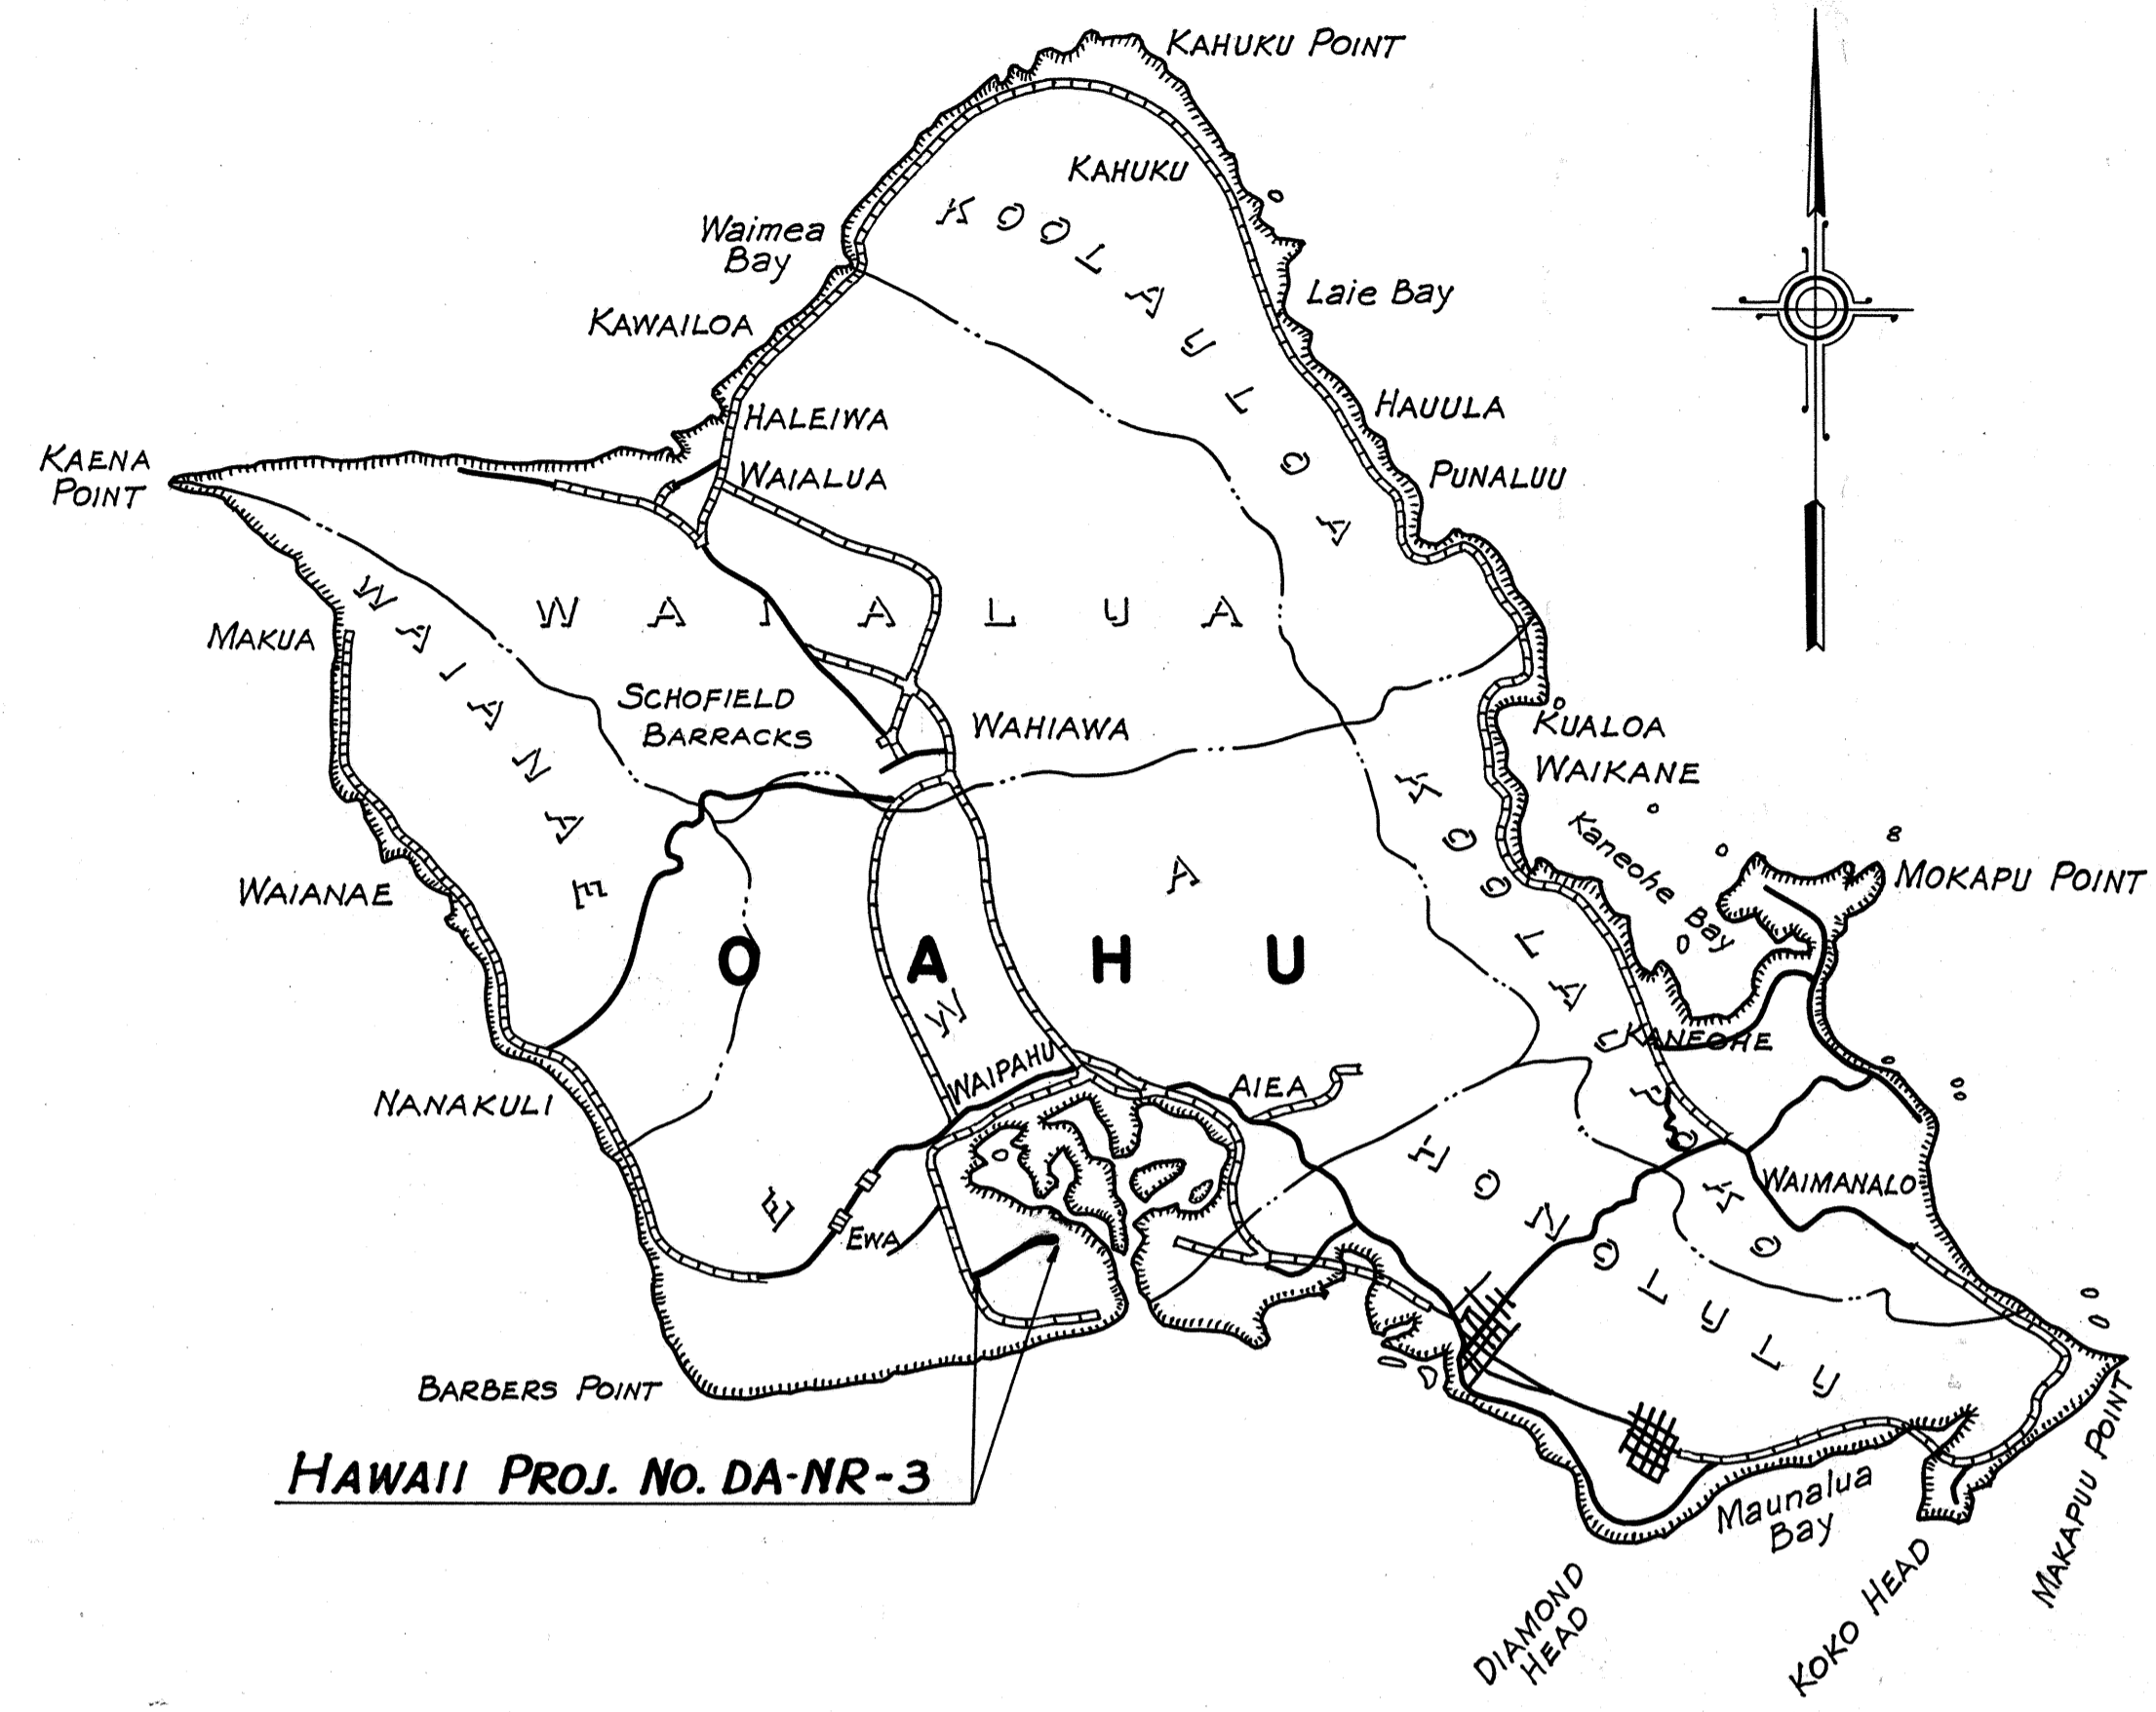 KAHUKU POINT
KAHUKU
KOOLAULOA
Waimea
Bay
Laie Bay
KAWAILOA
HAUULA
HALEIWA
KAENA
POINT
WAIALUA
PUNALUU
WAIANAE
WAIALUA
MAKUA
SCHOFIELD
BARRACKS
WAHIAWA
KUALOA
WAIKANE
KOOLAUPOKO
Kaneohe Bay
MOKAPU POINT
WAIANAE
OAHU
EWA
KANEOHE
WAIPAHU
AIEA
NANAKULI
HONOLULU
WAIMANALO
EWA
BARBERS POINT
HAWAII PROJ. NO. DA-NR-3
Maunalua
Bay
DIAMOND
HEAD
KOKO HEAD
MAKAPUU POINT